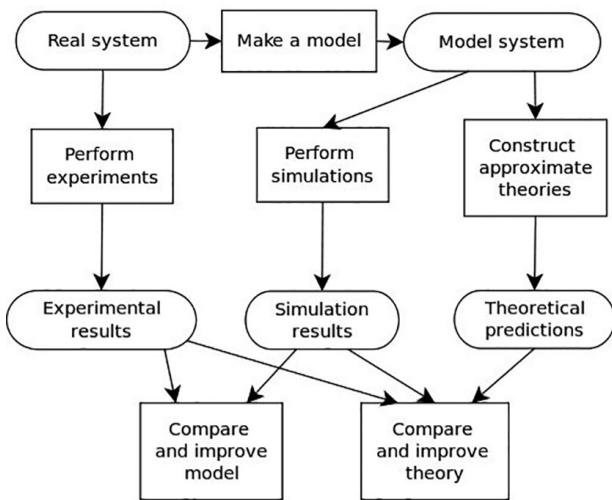 Real system
Make a model
Model system
Perform
experiments
Perform
simulations
Construct
approximate
theories
Experimental
results
Simulation
results
Theoretical
predictions
Compare
and improve
model
Compare
and improve
theory